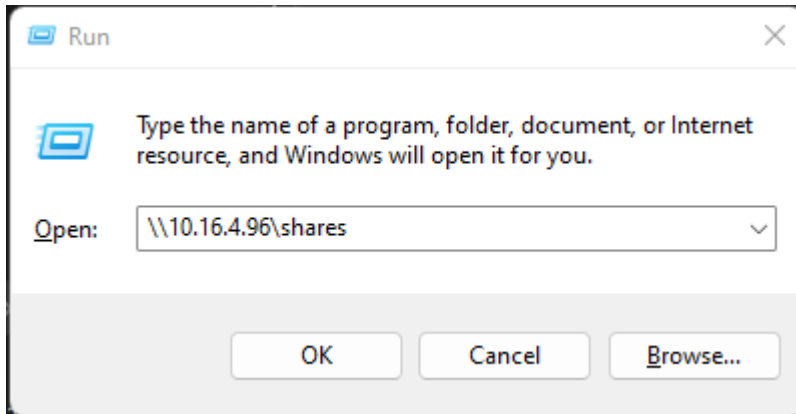 Run
Type the name of a program, folder, document, or Internet
resource, and Windows will open it for you.
Open:
\\10.16.4.96\shares
OK
Cancel
Browse...